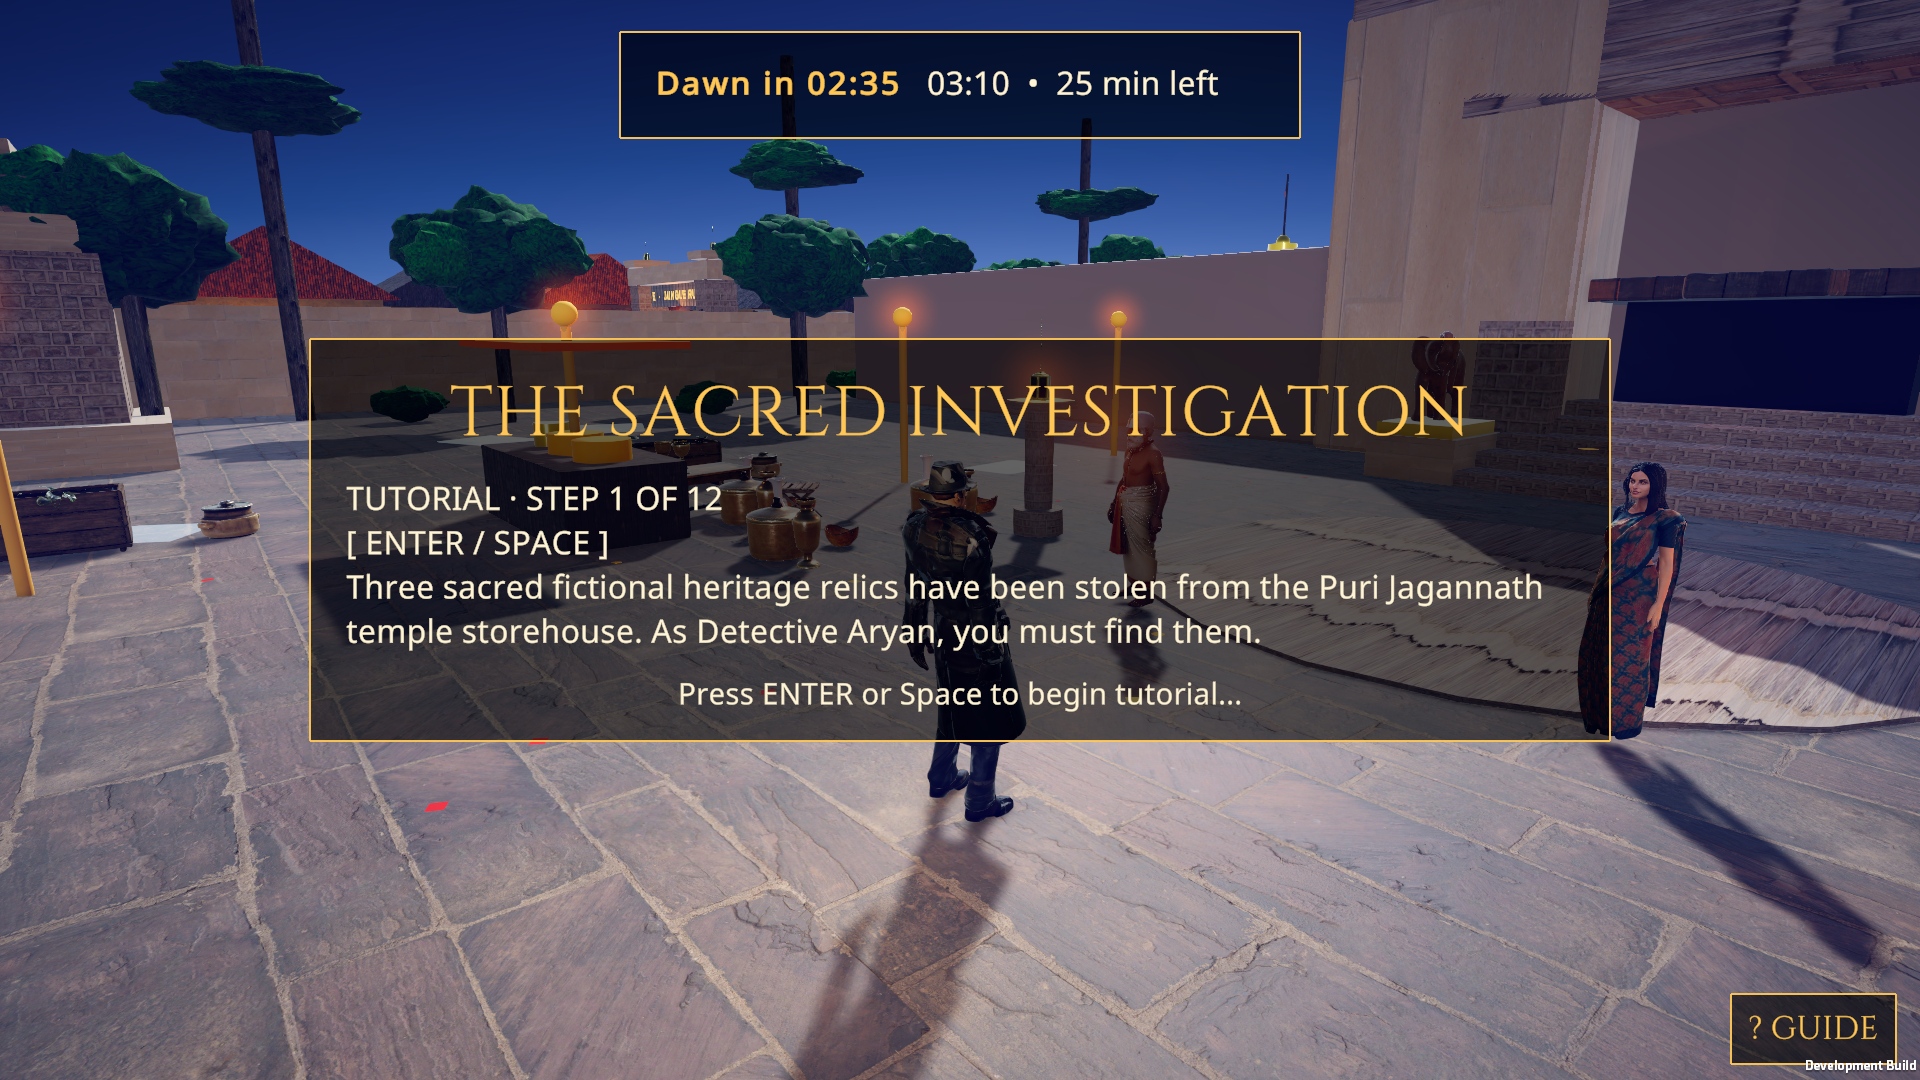 Dawn in 02:35 03:10 • 25 min left
THE SACRED INVESTIGATION
TUTORIAL · STEP 1 OF 12
[ ENTER / SPACE ]
Three sacred fictional heritage relics have been stolen from the Puri Jagannath
temple storehouse. As Detective Aryan, you must find them.
Press ENTER or Space to begin tutorial...
? GUIDE
Development Build